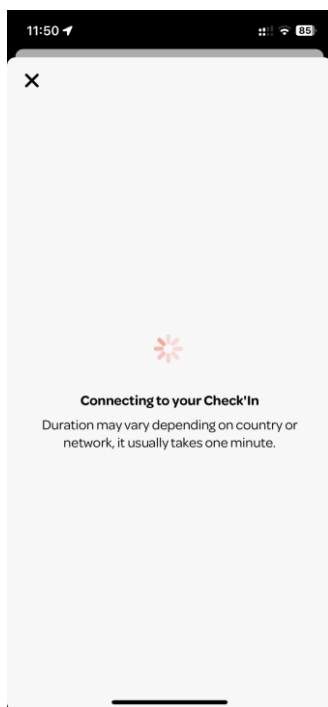 11:50
85
Connecting to your Check'In
Duration may vary depending on country or
network, it usually takes one minute.